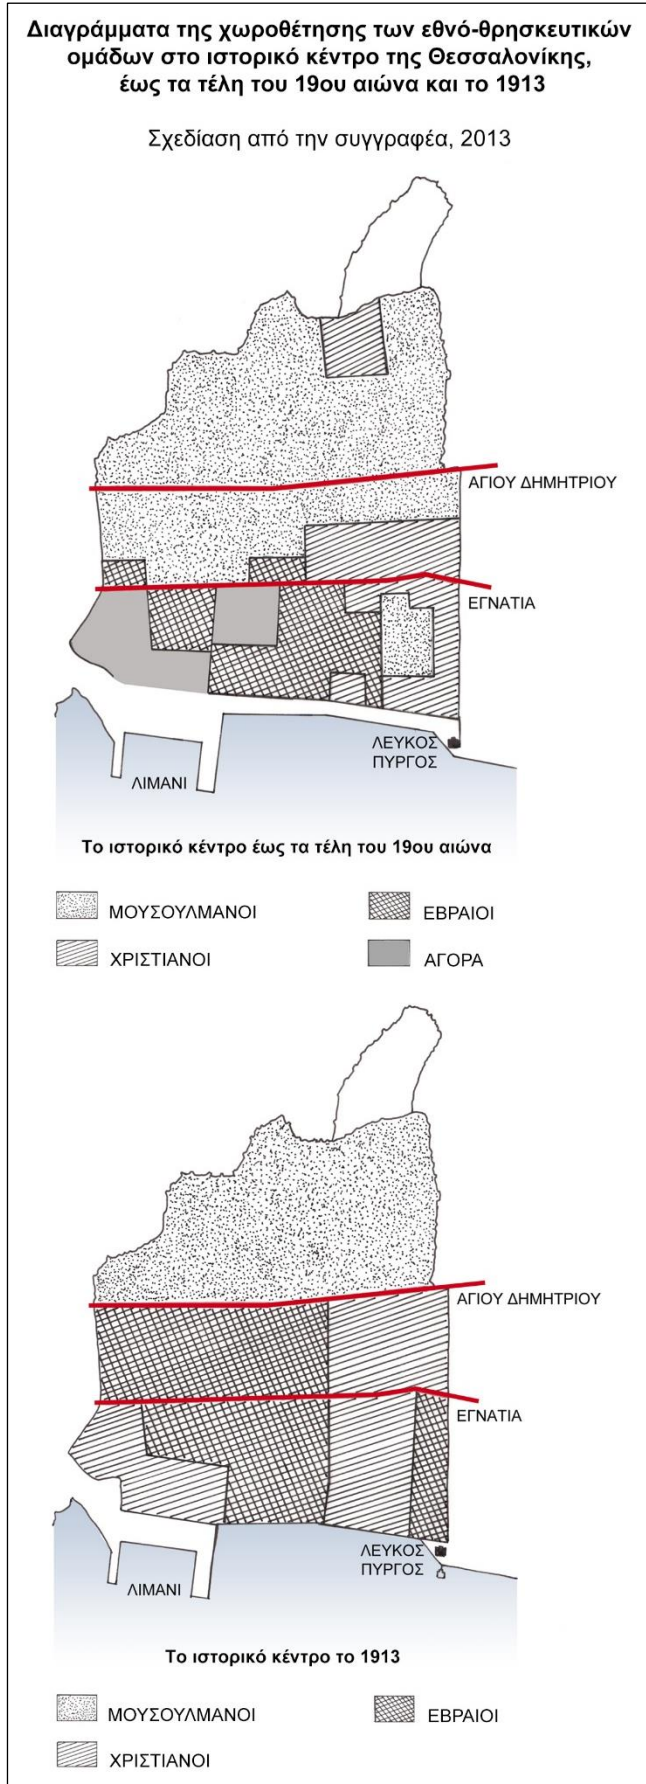 Διαγράμματα της χωροθέτησης των εθνό-θρησκευτικών
ομάδων στο ιστορικό κέντρο της Θεσσαλονίκης,
έως τα τέλη του 19ου αιώνα και το 1913
Σχεδίαση από την συγγραφέα, 2013
ΑΓΙΟΥ ΔΗΜΗΤΡΙΟΥ
ΕΓΝΑΤΙΑ
ΛΕΥΚΟΣ
ΠΥΡΓΟΣ
ΛΙΜΑΝΙ
Το ιστορικό κέντρο έως τα τέλη του 19ου αιώνα
ΜΟΥΣΟΥΛΜΑΝΟΙ
ΕΒΡΑΙΟΙ
ΧΡΙΣΤΙΑΝΟΙ
ΑΓΟΡΑ
ΑΓΙΟΥ ΔΗΜΗΤΡΙΟΥ
ΕΓΝΑΤΙΑ
ΛΕΥΚΟΣ
ΠΥΡΓΟΣ
ΛΙΜΑΝΙ
Το ιστορικό κέντρο το 1913
ΜΟΥΣΟΥΛΜΑΝΟΙ
ΕΒΡΑΙΟΙ
ΧΡΙΣΤΙΑΝΟΙ